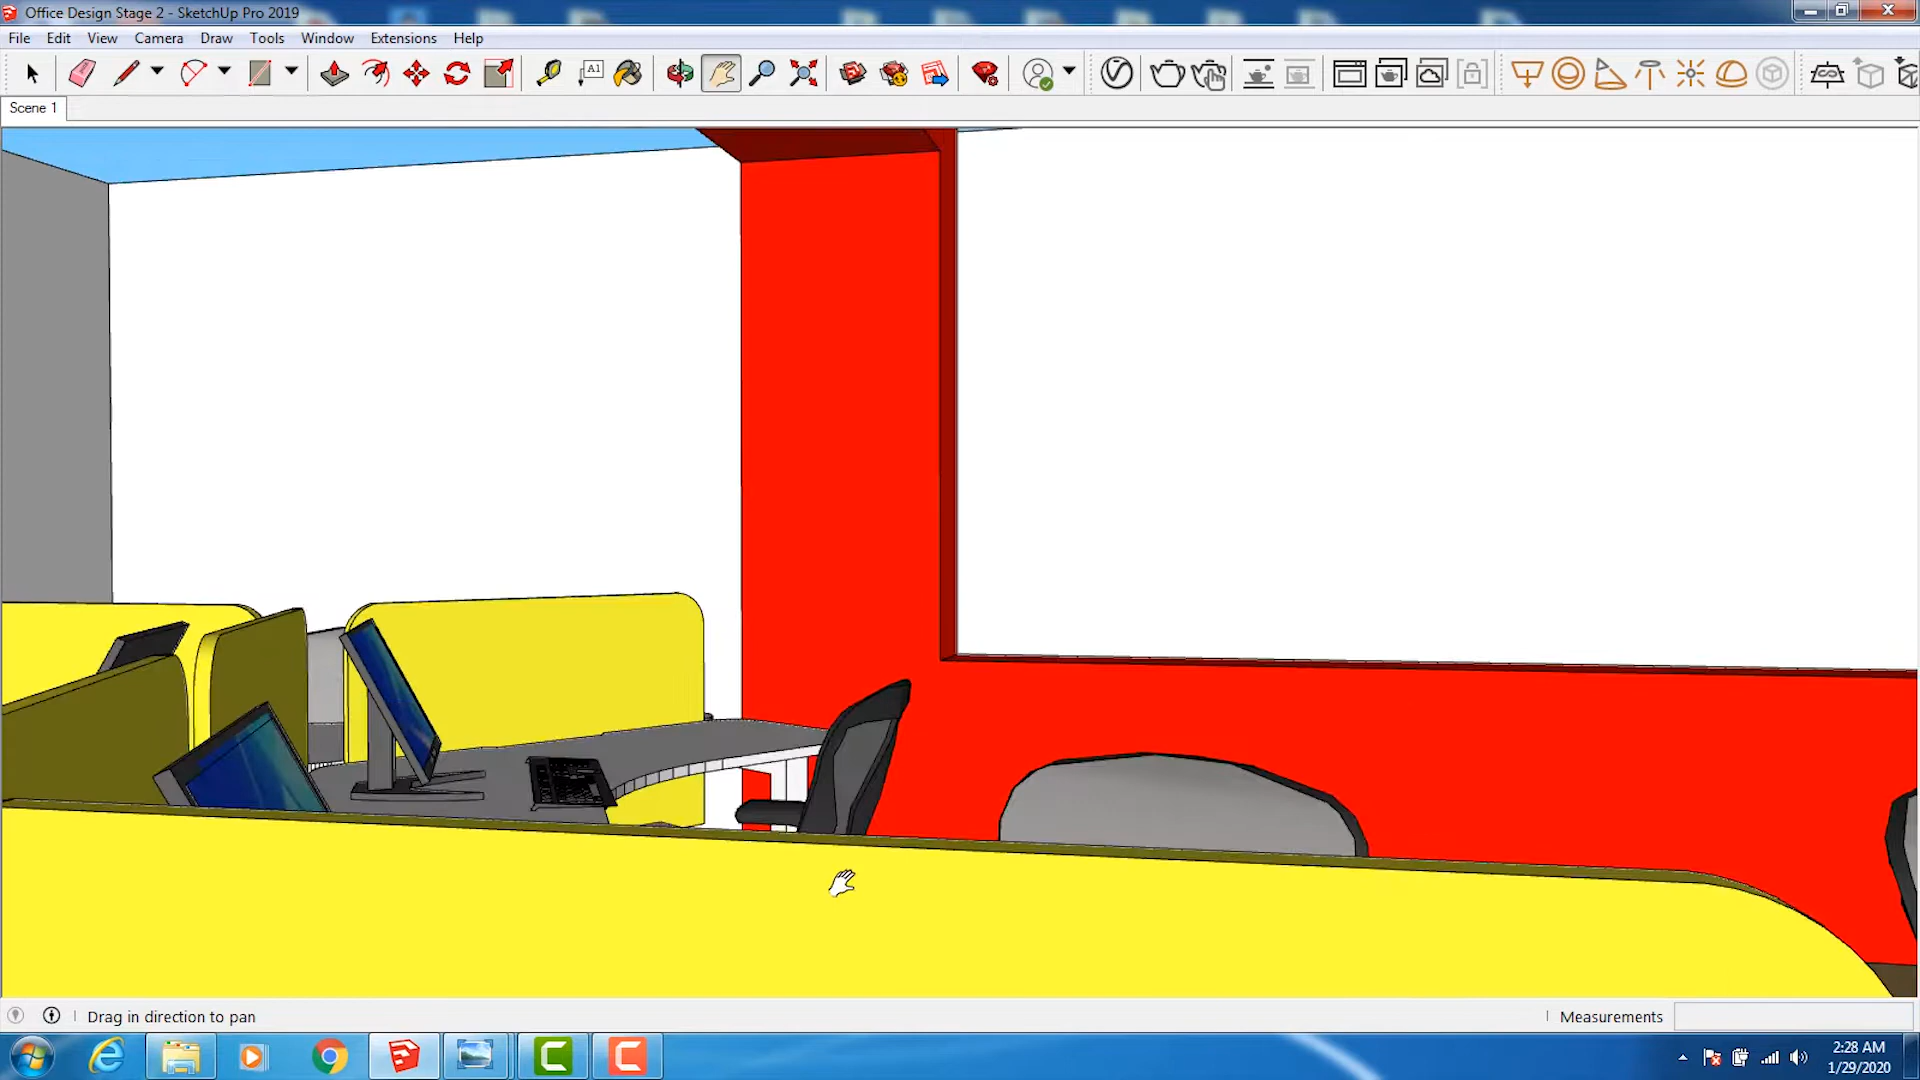 Office Design Stage 2 - SketchUp Pro 2019
File Edit View Camera Draw Tools Window Extensions Help
A1
Scene 1
Drag in direction to pan
Measurements
2:28 AM
1/29/2020